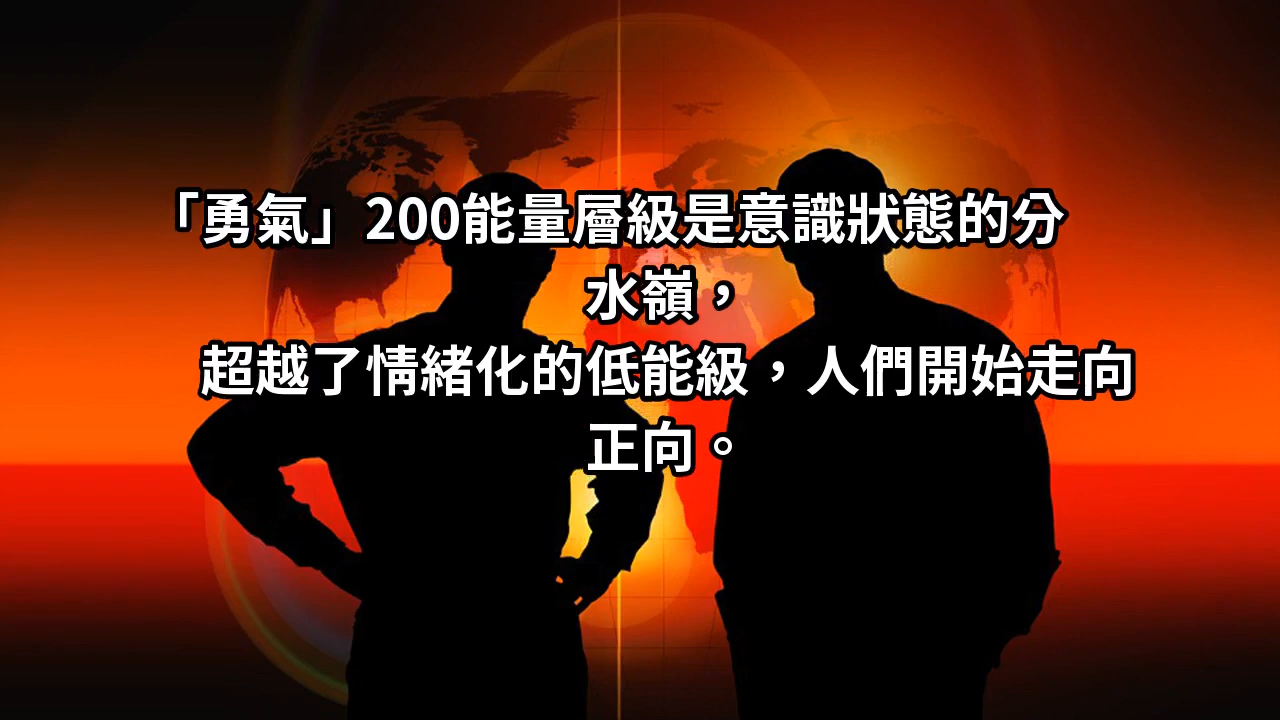 「勇氣」200能量層級是意識狀態的分
水嶺，
超越了情緒化的低能級，人們開始走向
正向。